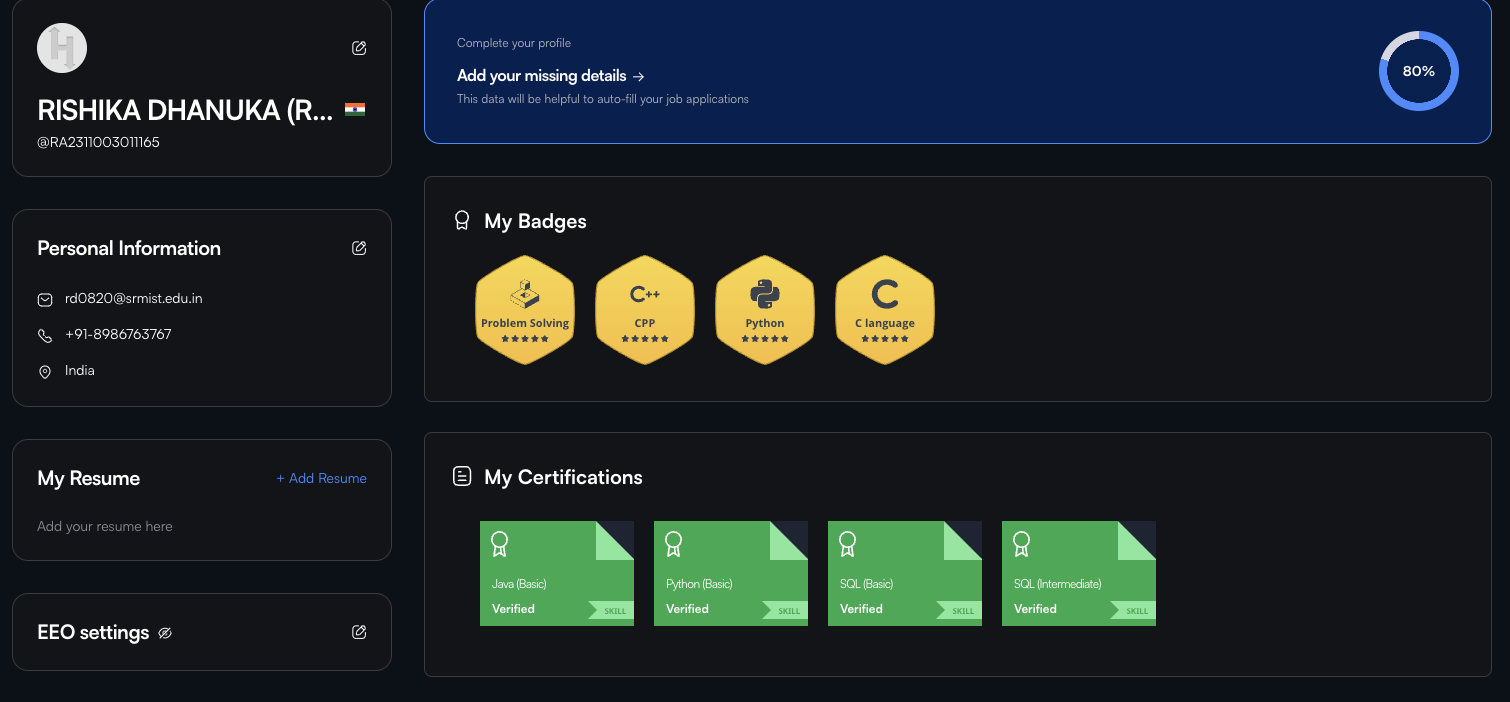 RISHIKA DHANUKA (R...
@RA2311003011165
Personal Information
rd0820@srmist.edu.in
+91-8986763767
India
My Resume
+ Add Resume
Add your resume here
EEO settings
Complete your profile
Add your missing details →
This data will be helpful to auto-fill your job applications
80%
My Badges
Problem Solving
C++
CPP
Python
C
C language
My Certifications
Java (Basic)
Verified
SKILL
Python (Basic)
Verified
SKILL
SQL (Basic)
Verified
SKILL
SQL (Intermediate)
Verified
SKILL